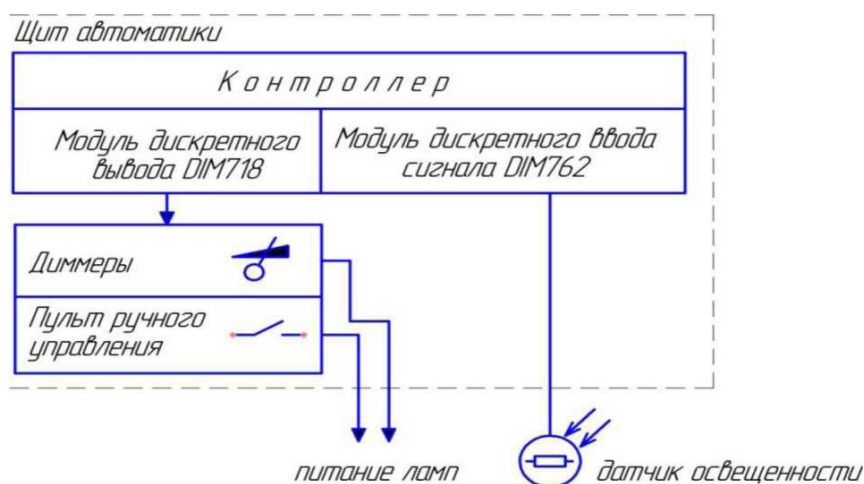 Щит автоматики
Контроллер
Модуль дискретного
вывода DIM718
Модуль дискретного ввода
сигнала DIM762
Диммеры
Пульт ручного
управления
питание ламп
датчик освещенности